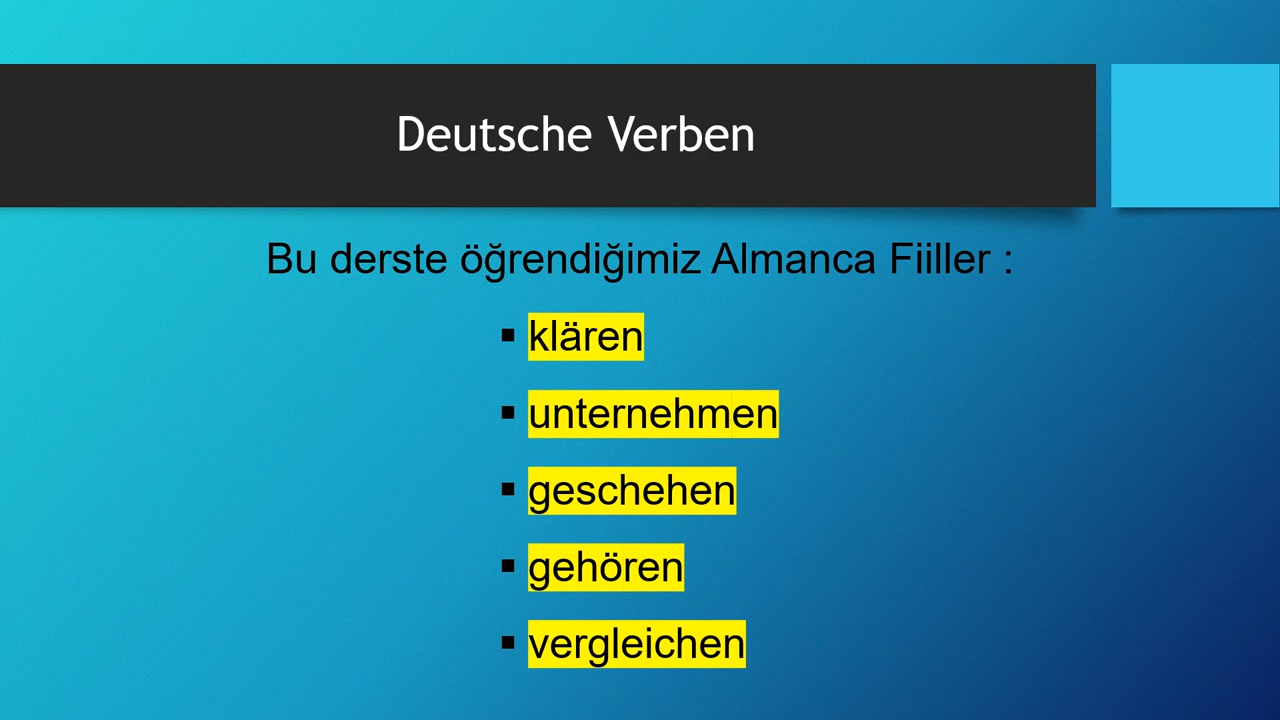 Deutsche Verben
Bu derste öğrendiğimiz Almanca Fiiller :
▪ klären
▪ unternehmen
▪ geschehen
▪ gehören
▪ vergleichen